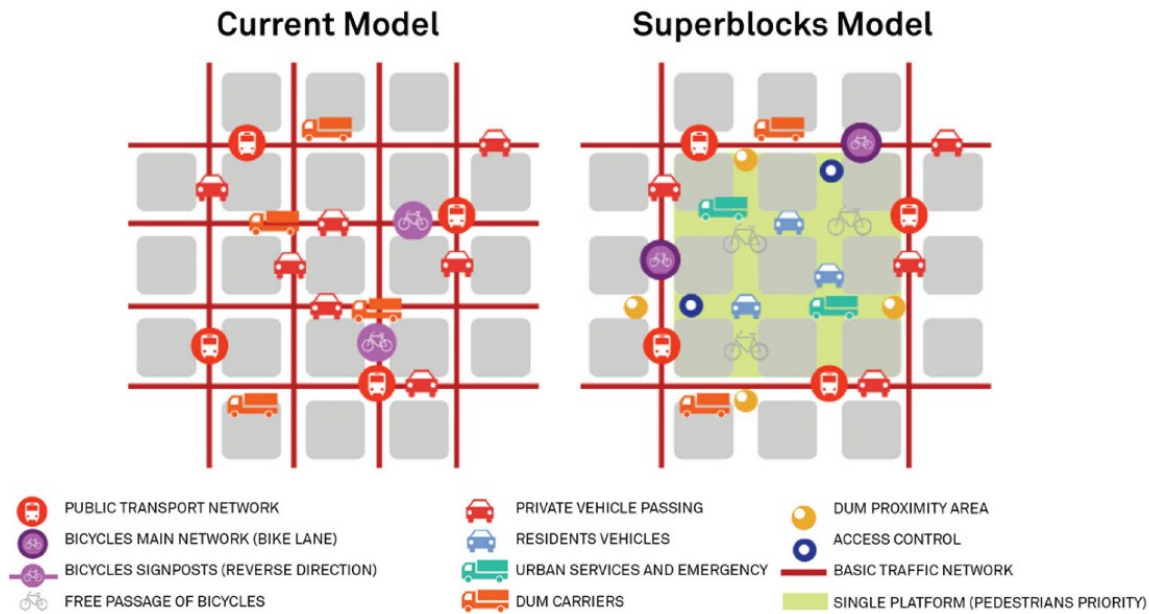 Current Model
Superblocks Model
PUBLIC TRANSPORT NETWORK
BICYCLES MAIN NETWORK (BIKE LANE)
BICYCLES SIGNPOSTS (REVERSE DIRECTION)
FREE PASSAGE OF BICYCLES
PRIVATE VEHICLE PASSING
RESIDENTS VEHICLES
URBAN SERVICES AND EMERGENCY
DUM CARRIERS
DUM PROXIMITY AREA
ACCESS CONTROL
BASIC TRAFFIC NETWORK
SINGLE PLATFORM (PEDESTRIANS PRIORITY)